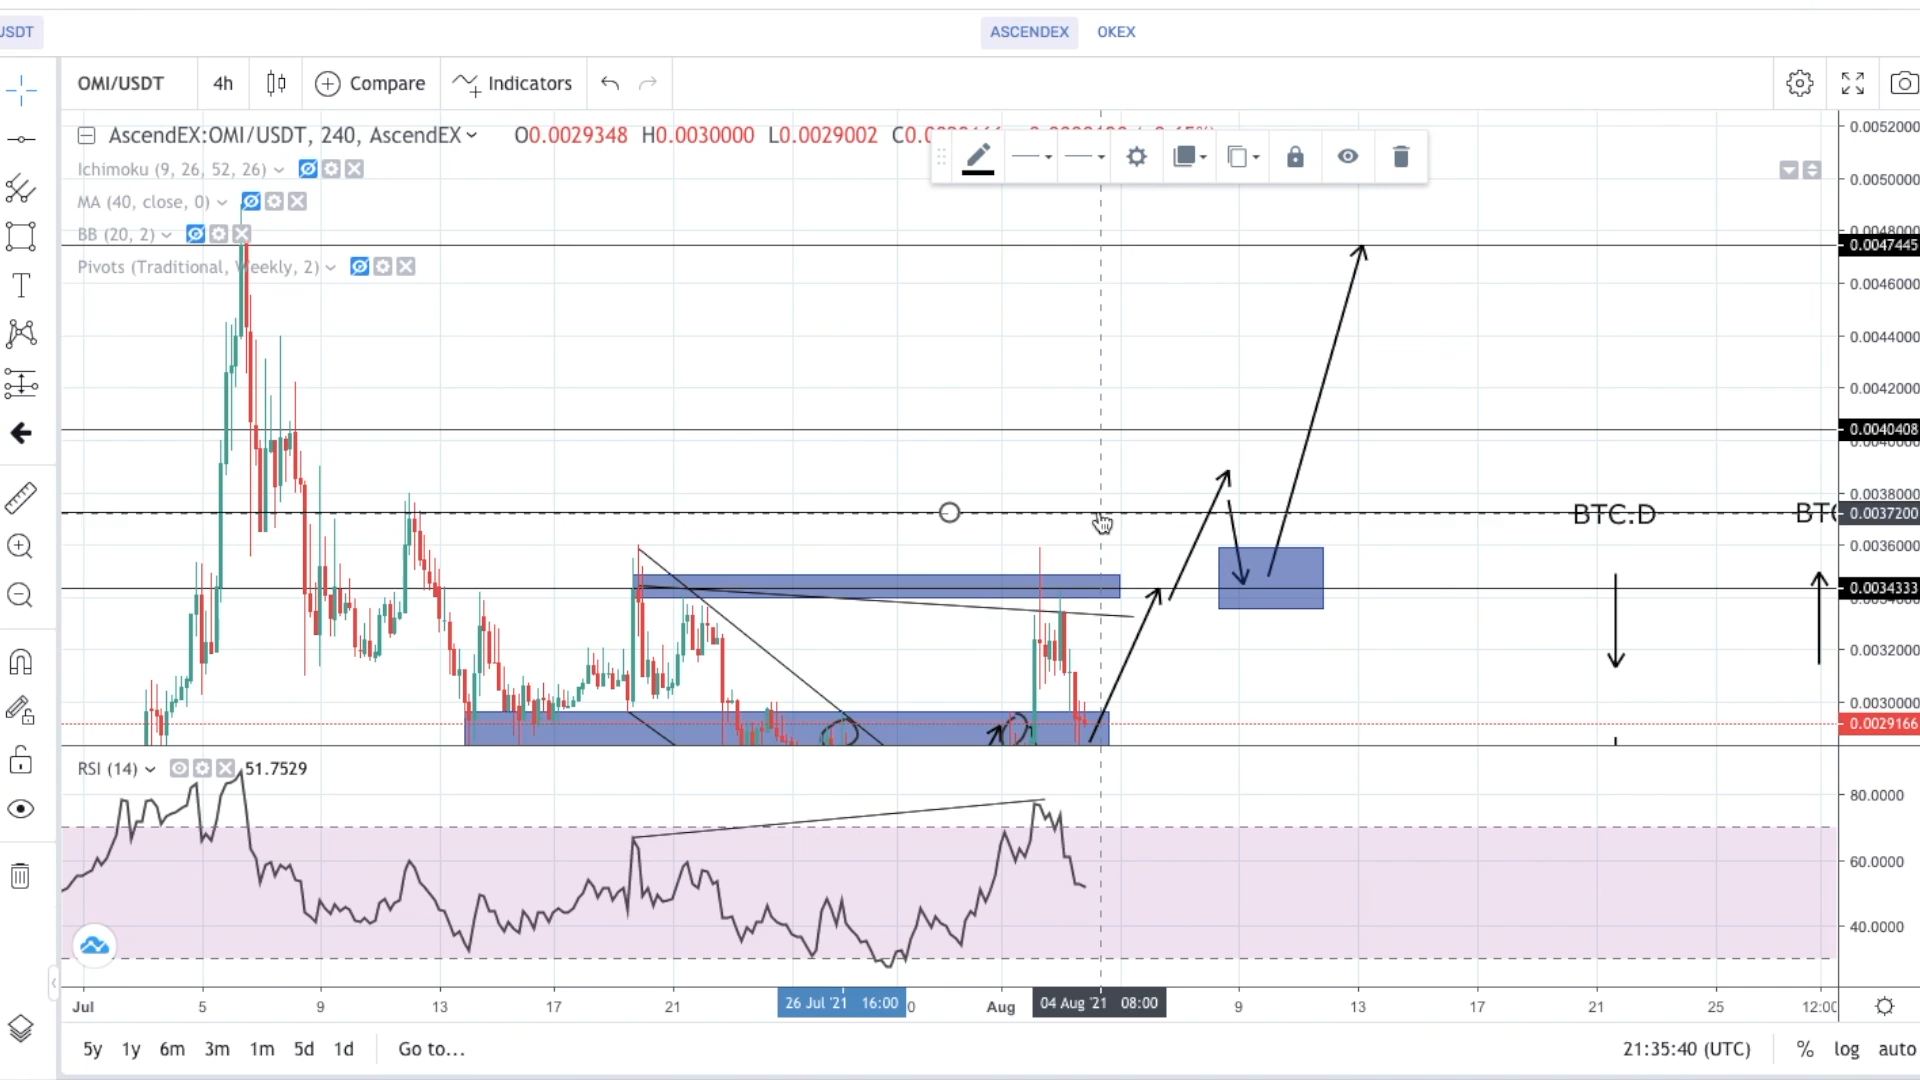 USDT
ASCENDEX OKEX
OMI/USDT 4h Compare Indicators
AscendEX:OMI/USDT, 240, AscendEX O0.0029348 H0.0030000 L0.0029002
Ichimoku (9, 26, 52, 26)
MA (40, close, 0)
BB (20, 2)
Pivots (Traditional, Weekly, 2)
0.0052000
0.0050000
0.0048000
0.0047445
0.0046000
0.0044000
0.0042000
0.0040408
0.0038000
BTC.D
0.0037200
0.0036000
0.0034333
0.0032000
0.0030000
0.0029166
RSI (14) 51.7529
80.0000
60.0000
40.0000
Jul 5 9 13 17 21 26 Jul '21 16:00 Aug 04 Aug '21 08:00 9 13 17 21 25
5y 1y 6m 3m 1m 5d 1d Go to... 21:35:40 (UTC) % log auto